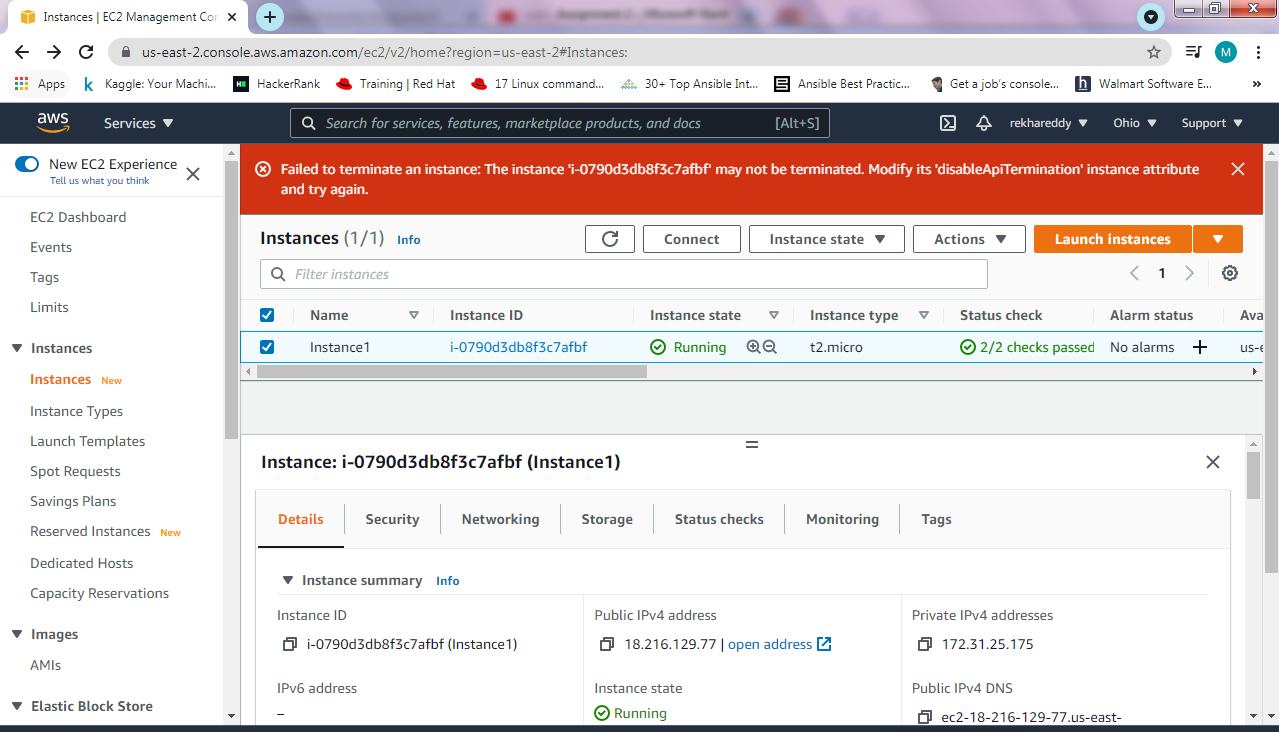 Instances | EC2 Management Cor
us-east-2.console.aws.amazon.com/ec2/v2/home?region=us-east-2#Instances:
M
Apps
Kaggle: Your Machi...
HackerRank
Training | Red Hat
17 Linux command...
30+ Top Ansible Int...
Ansible Best Practic...
Get a job's console...
Walmart Software E...
»
aws
Services
Search for services, features, marketplace products, and docs
[Alt+S]
rekhareddy
Ohio
Support
New EC2 Experience
Tell us what you think
EC2 Dashboard
Events
Tags
Limits
Instances
Instances New
Instance Types
Launch Templates
Spot Requests
Savings Plans
Reserved Instances New
Dedicated Hosts
Capacity Reservations
Images
AMIs
Elastic Block Store
Failed to terminate an instance: The instance 'i-0790d3db8f3c7afbf' may not be terminated. Modify its 'disableApiTermination' instance attribute
and try again.
Instances (1/1) Info
Connect
Instance state
Actions
Launch instances
Filter instances
1
Name
Instance ID
Instance state
Instance type
Status check
Alarm status
Ava
Instance1
i-0790d3db8f3c7afbf
Running
t2.micro
2/2 checks passed
No alarms
us-e
Instance: i-0790d3db8f3c7afbf (Instance1)
Details
Security
Networking
Storage
Status checks
Monitoring
Tags
Instance summary Info
Instance ID
i-0790d3db8f3c7afbf (Instance1)
Public IPv4 address
18.216.129.77 | open address
Private IPv4 addresses
172.31.25.175
IPv6 address
–
Instance state
Running
Public IPv4 DNS
ec2-18-216-129-77.us-east-